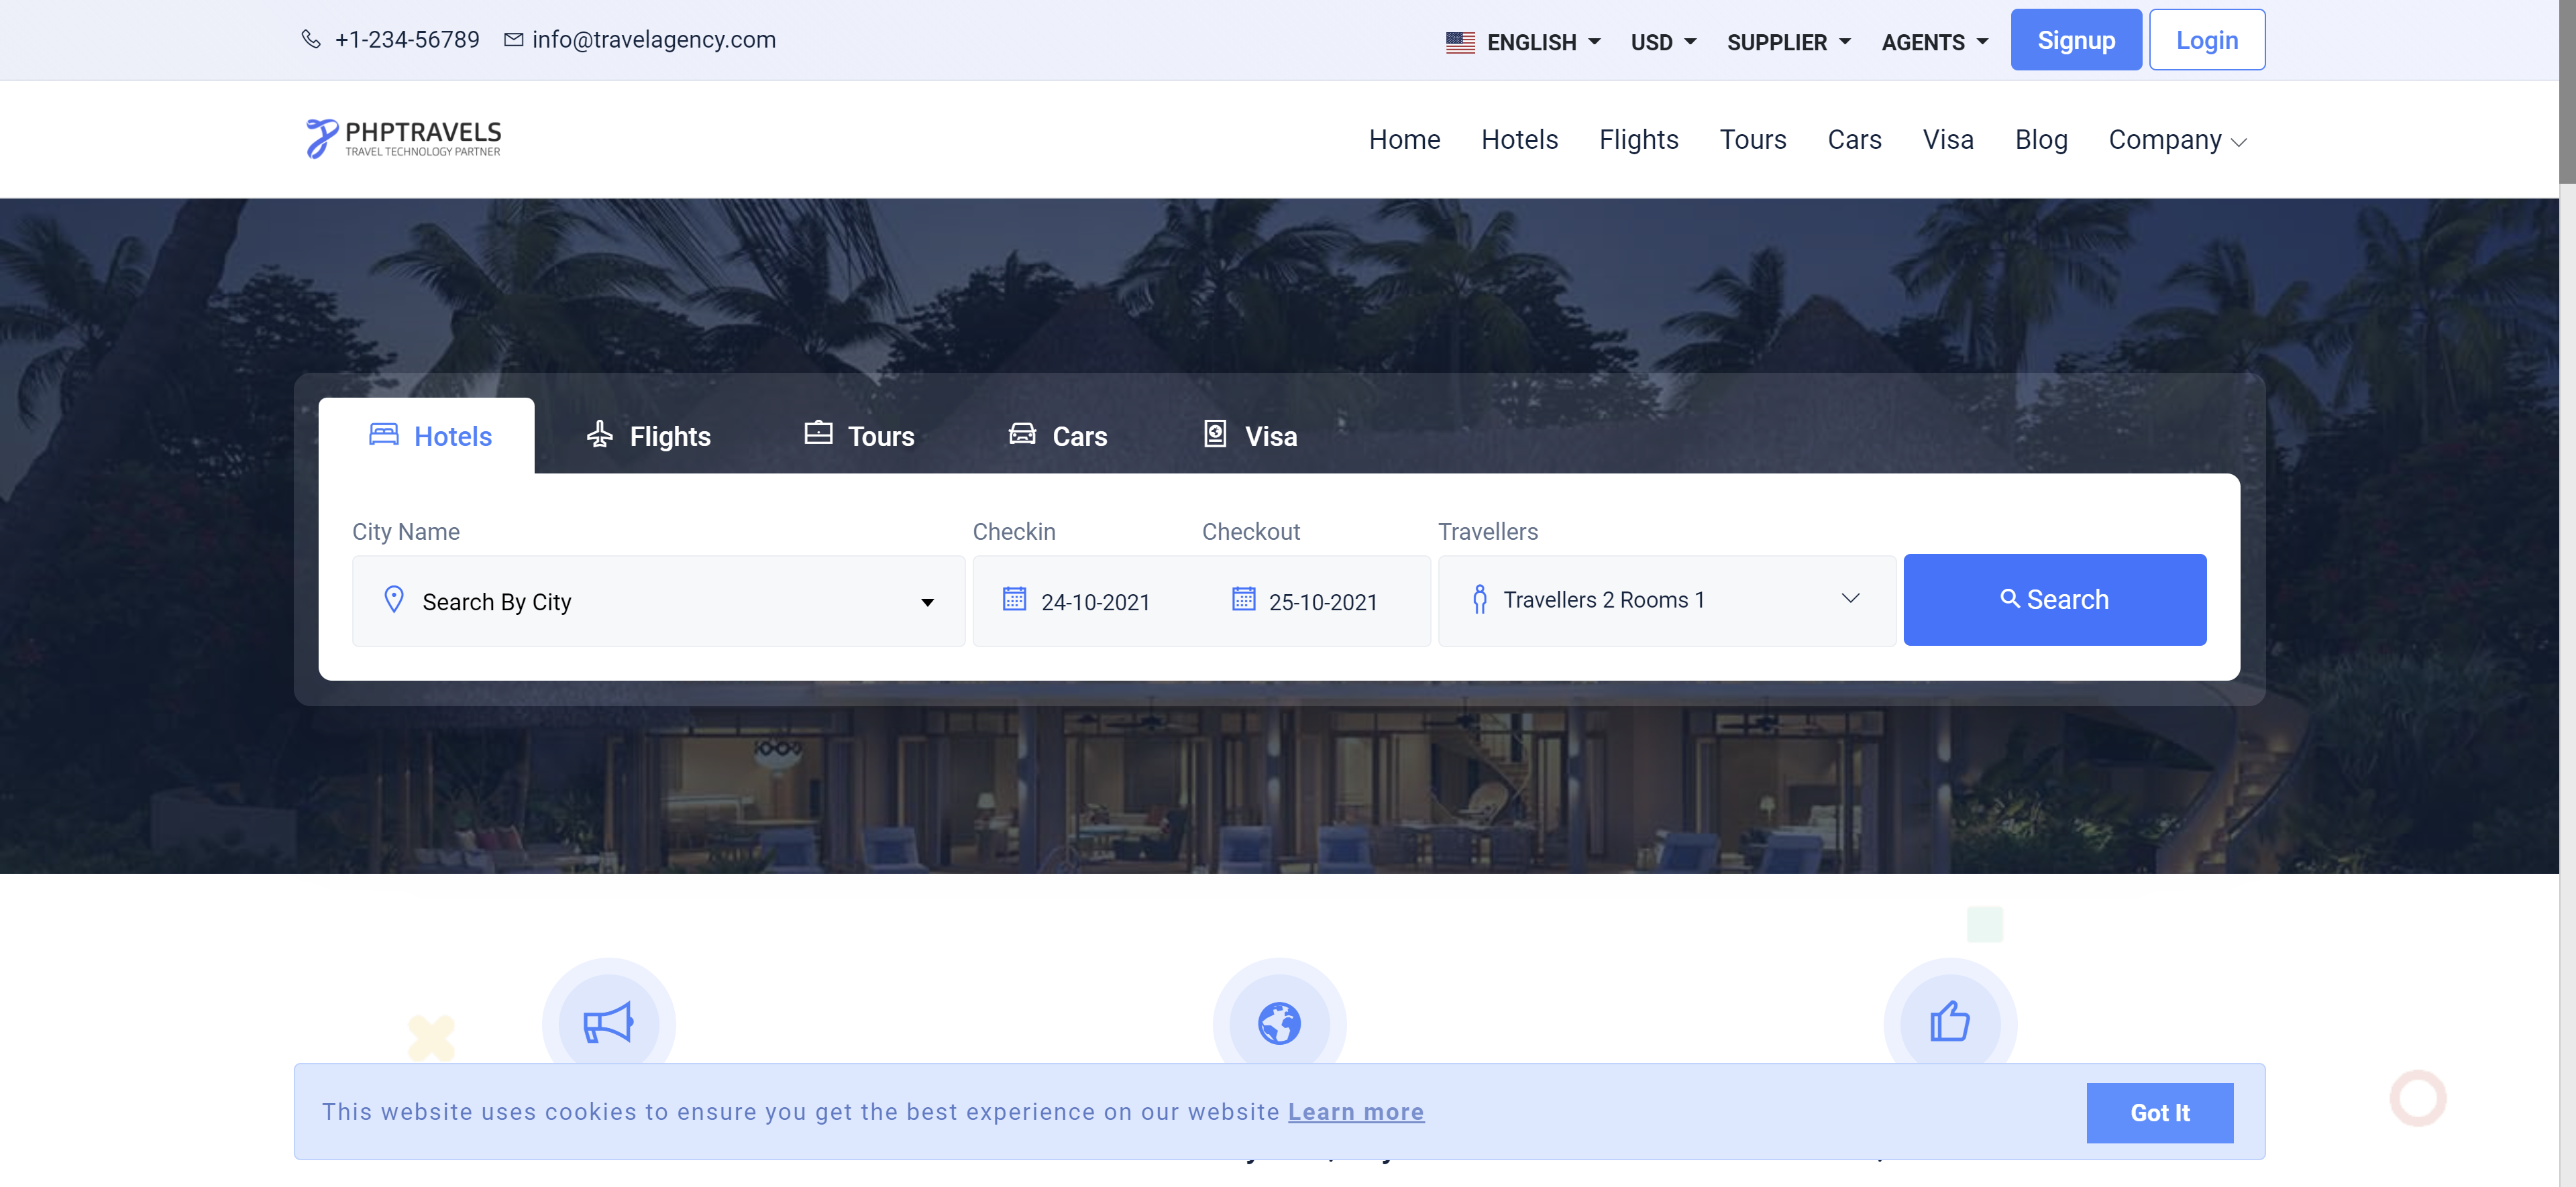 +1-234-56789 info@travelagency.com ENGLISH USD SUPPLIER AGENTS Signup Login
PHPTRAVELS
TRAVEL TECHNOLOGY PARTNER
Home Hotels Flights Tours Cars Visa Blog Company
Hotels Flights Tours Cars Visa
City Name Checkin Checkout Travellers
Search By City 24-10-2021 25-10-2021 Travellers 2 Rooms 1 Search
This website uses cookies to ensure you get the best experience on our website Learn more Got It